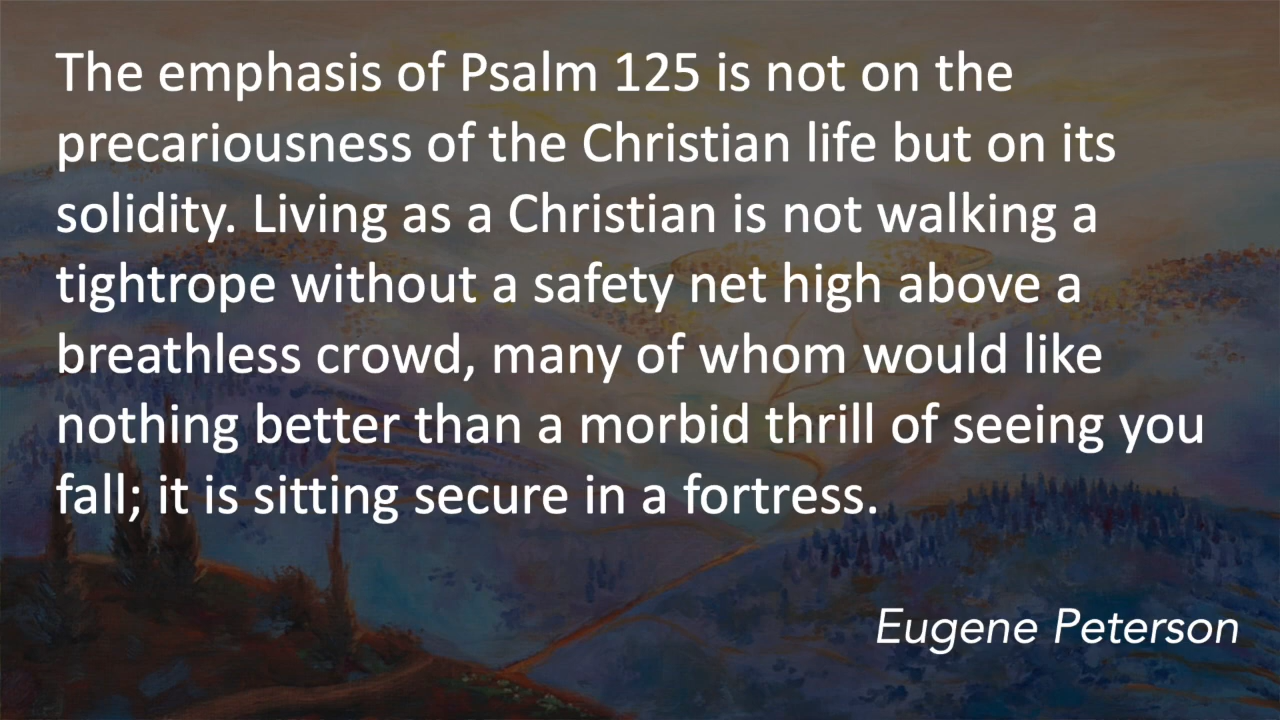 The emphasis of Psalm 125 is not on the
precariousness of the Christian life but on its
solidity. Living as a Christian is not walking a
tightrope without a safety net high above a
breathless crowd, many of whom would like
nothing better than a morbid thrill of seeing you
fall; it is sitting secure in a fortress.
Eugene Peterson